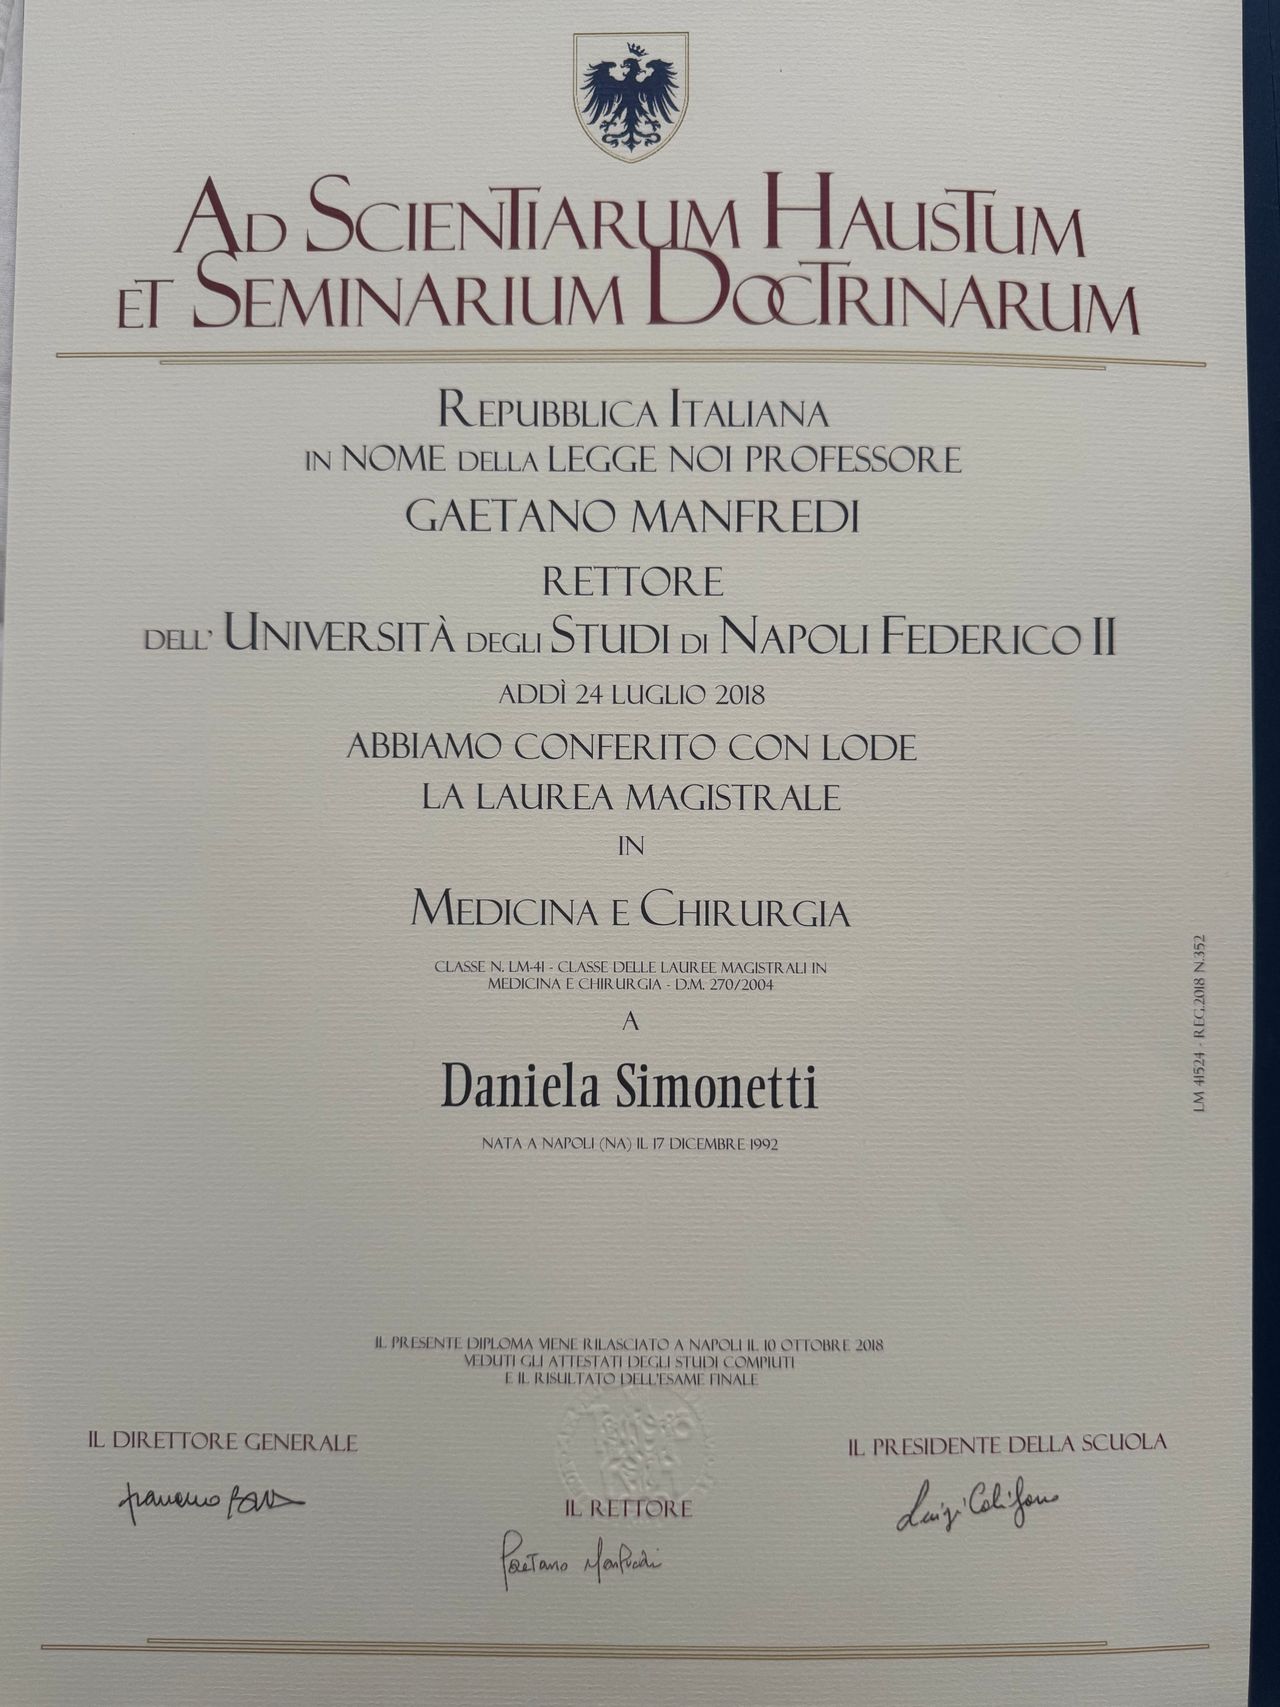 AD SCIENTIARUM HAUSTUM
ET SEMINARIUM DOCTRINARUM
REPUBBLICA ITALIANA
IN NOME DELLA LEGGE NOI PROFESSORE
GAETANO MANFREDI
RETTORE
DELL' UNIVERSITÀ DEGLI STUDI DI NAPOLI FEDERICO II
ADDÌ 24 LUGLIO 2018
ABBIAMO CONFERITO CON LODE
LA LAUREA MAGISTRALE
IN
MEDICINA E CHIRURGIA
CLASSE N. LM-41 - CLASSE DELLE LAUREE MAGISTRALI IN
MEDICINA E CHIRURGIA - D.M. 270/2004
A
Daniela Simonetti
NATA A NAPOLI (NA) IL 17 DICEMBRE 1992
LM 41524 - REG.2018 N.352
IL PRESENTE DIPLOMA VIENE RILASCIATO A NAPOLI IL 10 OTTOBRE 2018
VEDUTI GLI ATTESTATI DEGLI STUDI COMPIUTI
E IL RISULTATO DELL'ESAME FINALE
IL DIRETTORE GENERALE
IL PRESIDENTE DELLA SCUOLA
Luigi Califano
IL RETTORE
Gaetano Manfredi